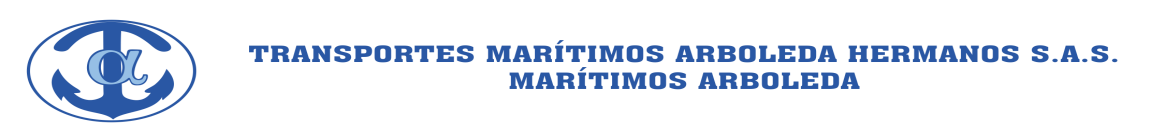 TRANSPORTES MARÍTIMOS ARBOLEDA HERMANOS S.A.S.
MARÍTIMOS ARBOLEDA
α